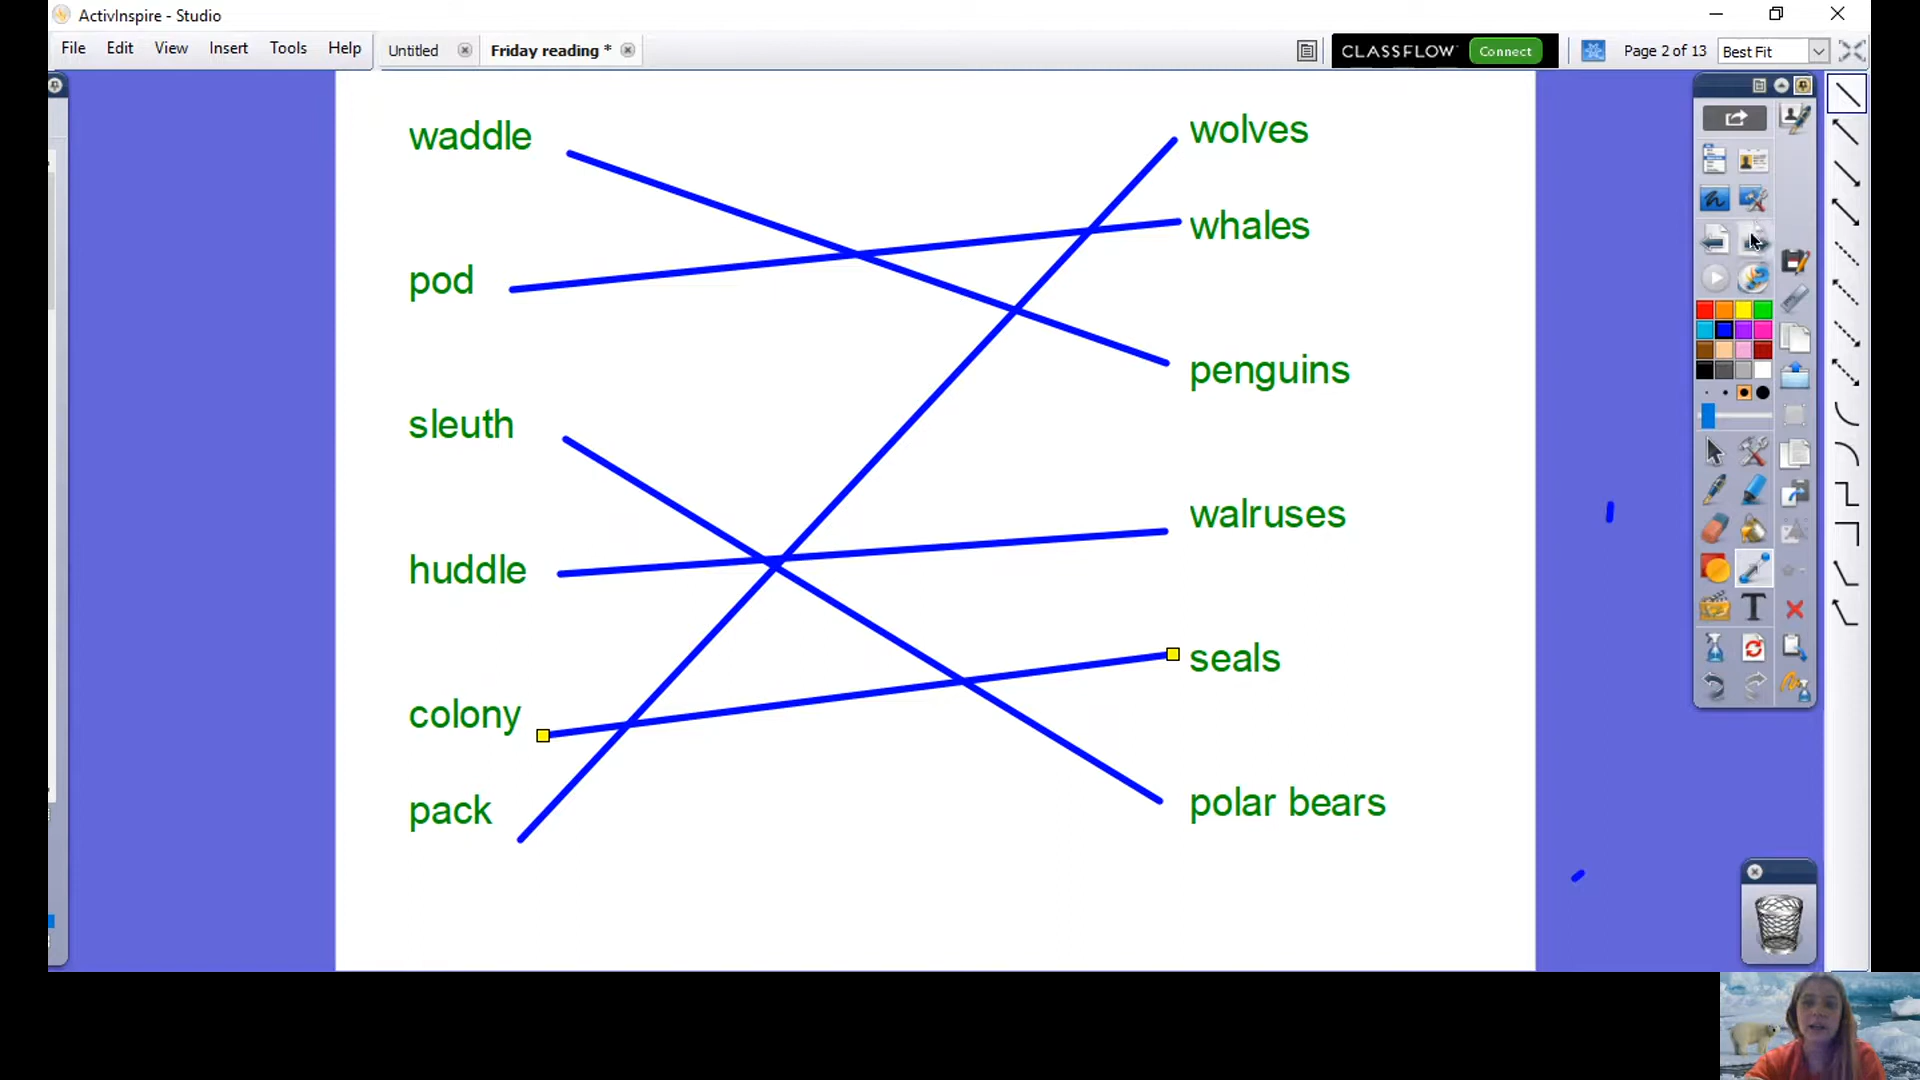 ActivInspire - Studio
File Edit View Insert Tools Help
Untitled
Friday reading *
CLASSFLOW Connect
Page 2 of 13
Best Fit
waddle
wolves
whales
pod
penguins
sleuth
walruses
huddle
seals
colony
pack
polar bears
T